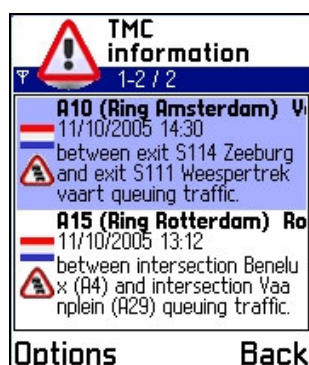 TMC
information
1-2 / 2
A10 (Ring Amsterdam) V
11/10/2005 14:30
between exit S114 Zeeburg
and exit S111 Weespertrek
vaart queuing traffic.
A15 (Ring Rotterdam) Ro
11/10/2005 13:12
between intersection Benelu
x (A4) and intersection Vaa
nplein (A29) queuing traffic.
Options Back